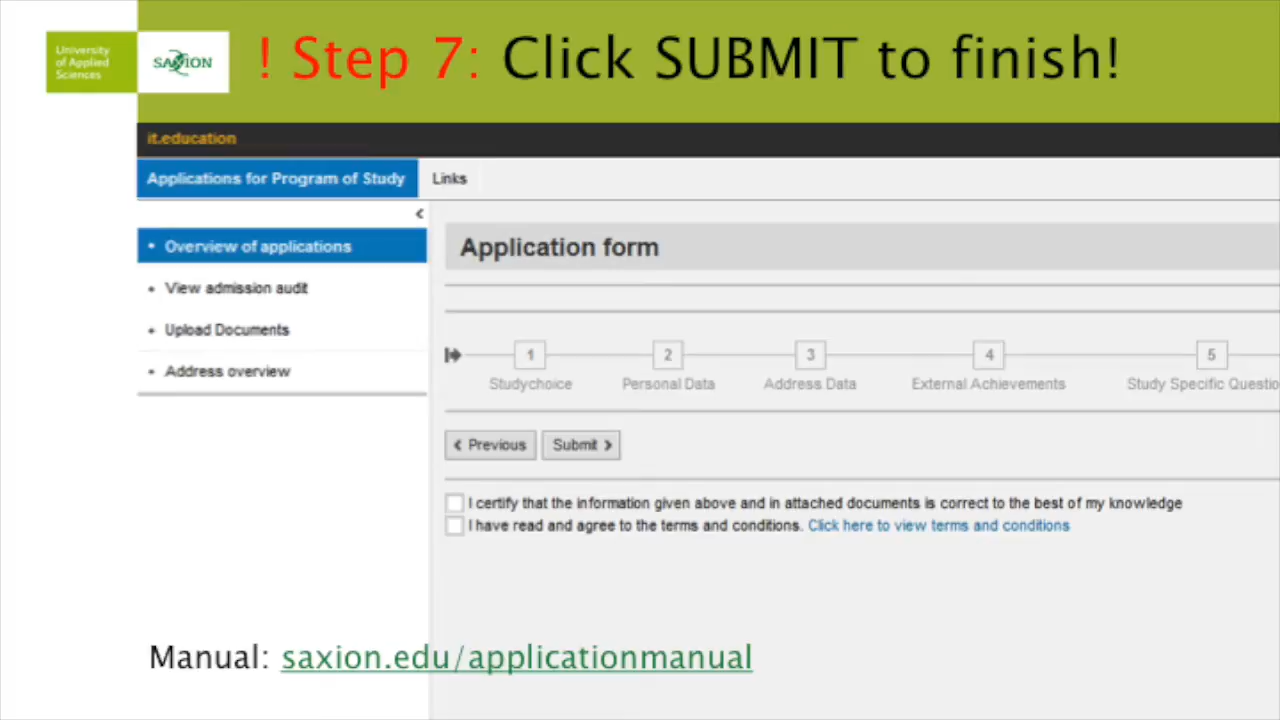 University
of Applied
Sciences
SAXION
! Step 7: Click SUBMIT to finish!
it.education
Applications for Program of Study
Links
Overview of applications
View admission audit
Upload Documents
Address overview
Application form
1 2 3 4 5
Studychoice Personal Data Address Data External Achievements Study Specific Questio
Previous Submit
I certify that the information given above and in attached documents is correct to the best of my knowledge
I have read and agree to the terms and conditions. Click here to view terms and conditions
Manual: saxion.edu/applicationmanual